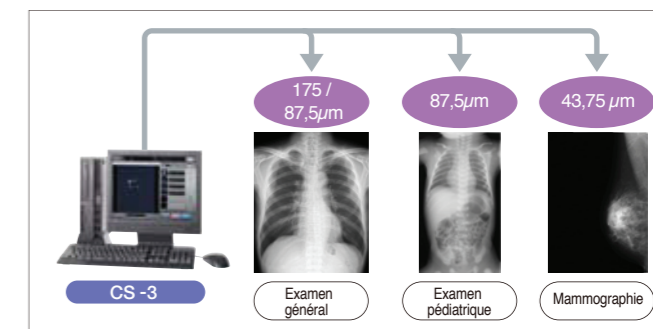 175 /
87,5µm
87,5µm
43,75 µm
CS -3
Examen
général
Examen
pédiatrique
Mammographie